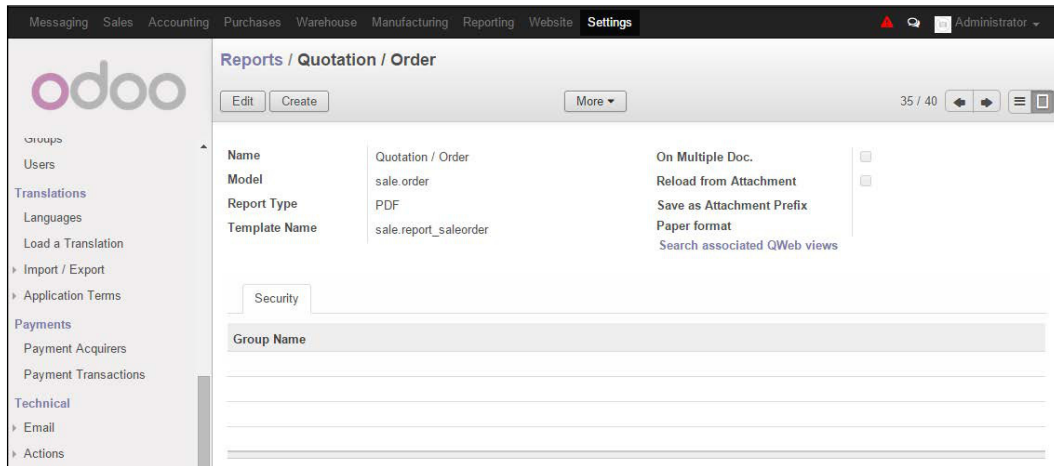 Messaging Sales Accounting Purchases Warehouse Manufacturing Reporting Website Settings Administrator
odoo
Reports / Quotation / Order
Edit Create More 35 / 40
Groups
Users
Translations
Languages
Load a Translation
Import / Export
Application Terms
Payments
Payment Acquirers
Payment Transactions
Technical
Email
Actions
Name Quotation / Order
Model sale.order
Report Type PDF
Template Name sale.report_saleorder
On Multiple Doc.
Reload from Attachment
Save as Attachment Prefix
Paper format
Search associated QWeb views
Security
Group Name